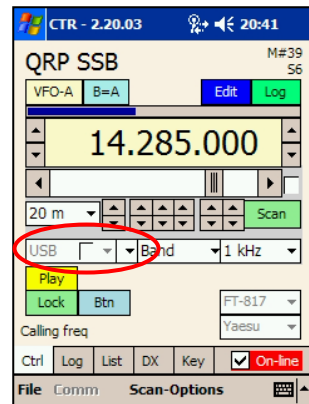 CTR - 2.20.03 20:41
QRP SSB M#39
S6
VFO-A B=A Edit Log
14.285.000
20 m Scan
USB Band 1 kHz
Play
Lock Btn FT-817
Calling freq Yaesu
Ctrl Log List DX Key On-line
File Comm Scan-Options